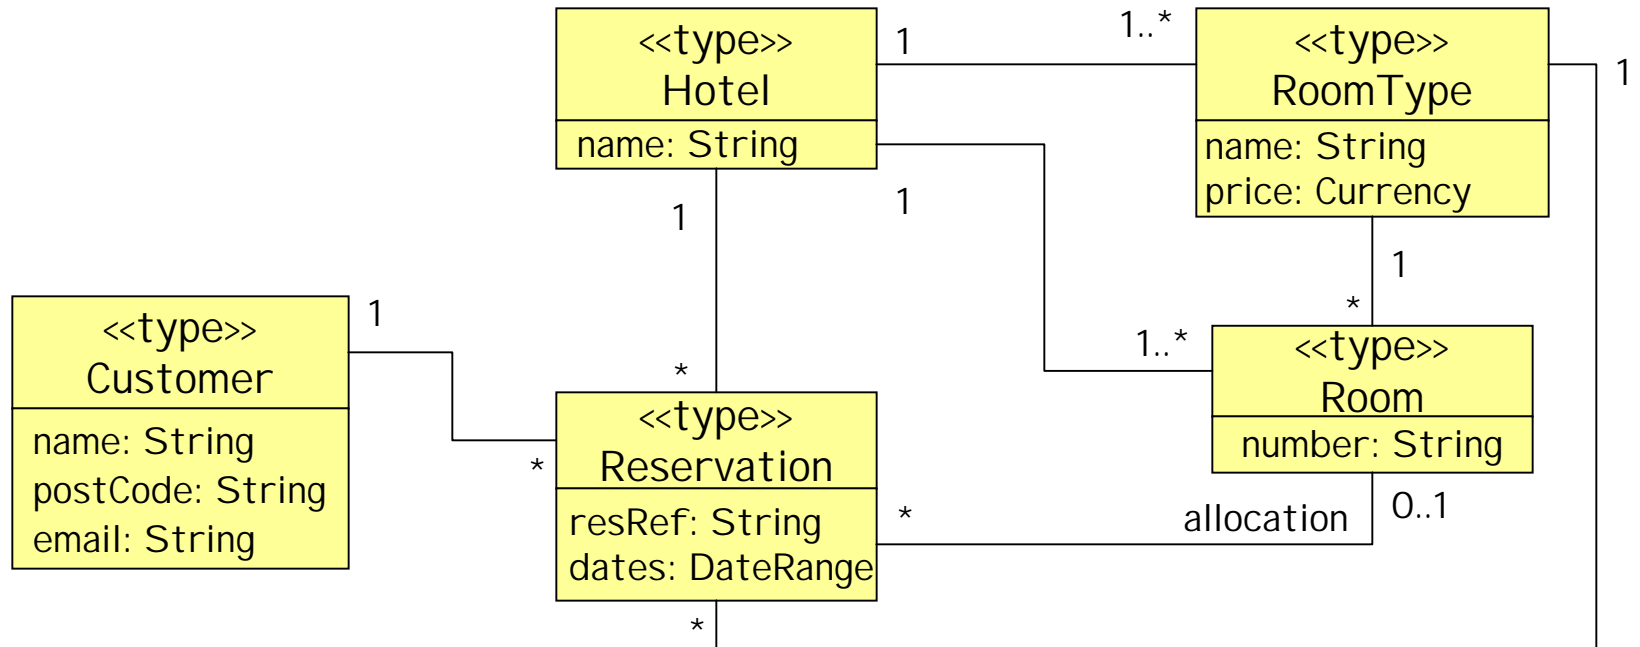 <<type>>
Hotel
name: String
1
1..*
<<type>>
RoomType
name: String
price: Currency
1
1
1
1
*
1..*
<<type>>
Room
number: String
<<type>>
Customer
name: String
postCode: String
email: String
1
*
*
<<type>>
Reservation
resRef: String
dates: DateRange
*
allocation
0..1
*